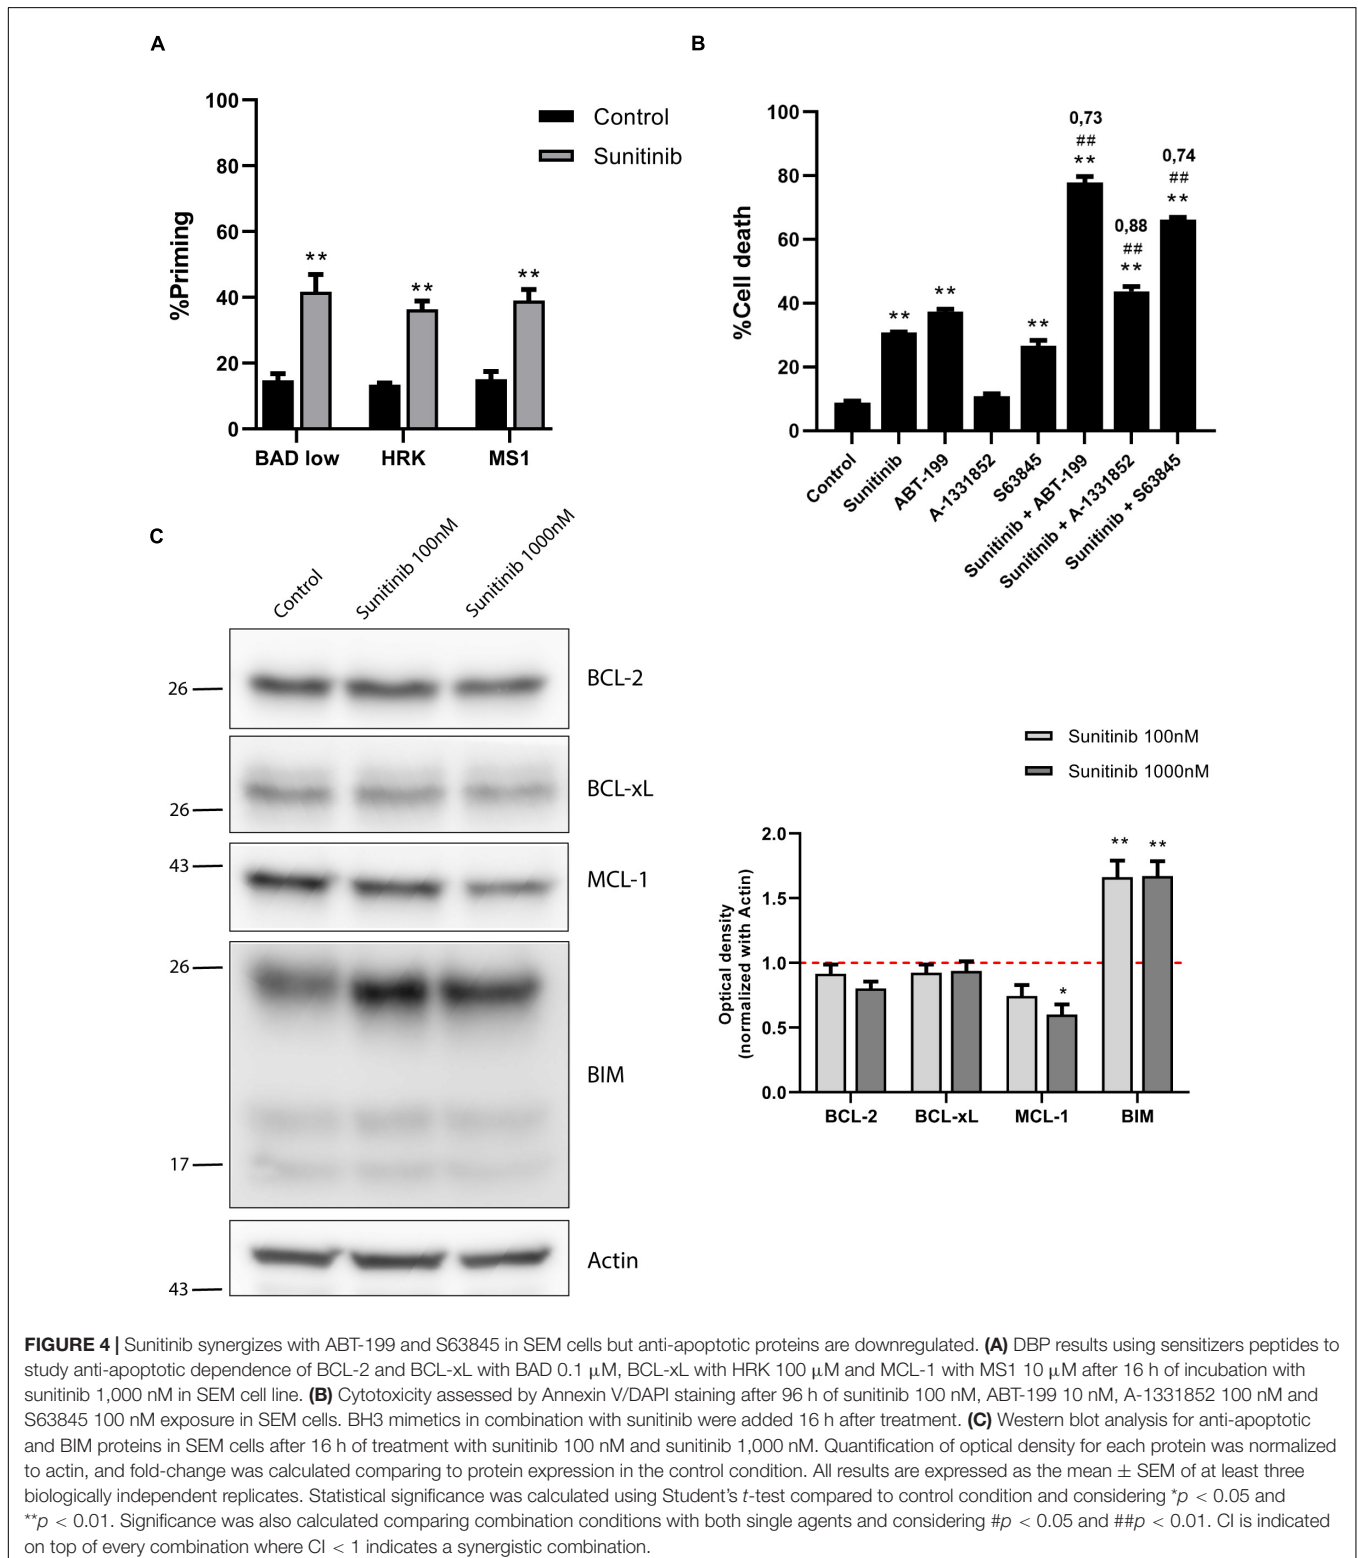 A
100
80
60
40
20
0
%Priming
Control
Sunitinib
**
**
**
BAD low
HRK
MS1
B
100
80
60
40
20
0
%Cell death
**
**
**
0,73
##
**
0,88
##
**
0,74
##
**
Control
Sunitinib
ABT-199
A-1331852
S63845
Sunitinib + ABT-199
Sunitinib + A-1331852
Sunitinib + S63845
C
Control
Sunitinib 100nM
Sunitinib 1000nM
26
BCL-2
26
BCL-xL
43
MCL-1
26
17
BIM
43
Actin
Sunitinib 100nM
Sunitinib 1000nM
2.0
1.5
1.0
0.5
0.0
Optical density
(normalized with Actin)
*
**
**
BCL-2
BCL-xL
MCL-1
BIM
FIGURE 4 | Sunitinib synergizes with ABT-199 and S63845 in SEM cells but anti-apoptotic proteins are downregulated. (A) DBP results using sensitizers peptides to
study anti-apoptotic dependence of BCL-2 and BCL-xL with BAD 0.1 μM, BCL-xL with HRK 100 μM and MCL-1 with MS1 10 μM after 16 h of incubation with
sunitinib 1,000 nM in SEM cell line. (B) Cytotoxicity assessed by Annexin V/DAPI staining after 96 h of sunitinib 100 nM, ABT-199 10 nM, A-1331852 100 nM and
S63845 100 nM exposure in SEM cells. BH3 mimetics in combination with sunitinib were added 16 h after treatment. (C) Western blot analysis for anti-apoptotic
and BIM proteins in SEM cells after 16 h of treatment with sunitinib 100 nM and sunitinib 1,000 nM. Quantification of optical density for each protein was normalized
to actin, and fold-change was calculated comparing to protein expression in the control condition. All results are expressed as the mean ± SEM of at least three
biologically independent replicates. Statistical significance was calculated using Student's t-test compared to control condition and considering *p < 0.05 and
**p < 0.01. Significance was also calculated comparing combination conditions with both single agents and considering #p < 0.05 and ##p < 0.01. CI is indicated
on top of every combination where CI < 1 indicates a synergistic combination.